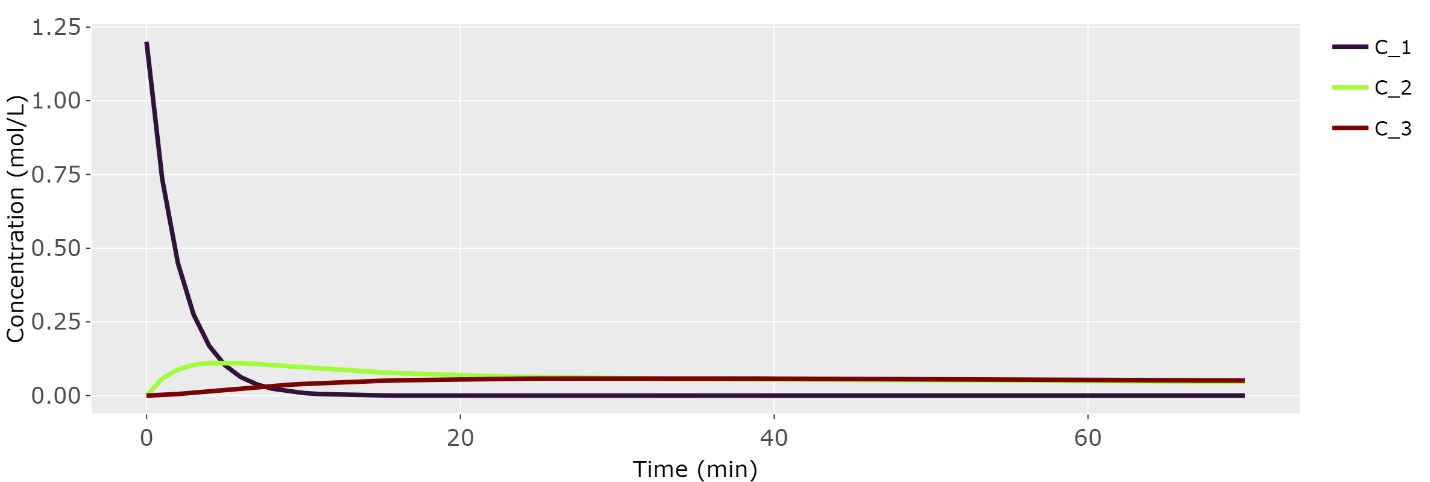 1.25
1.00
0.75
0.50
0.25
0.00
Concentration (mol/L)
0 20 40 60
Time (min)
C_1
C_2
C_3